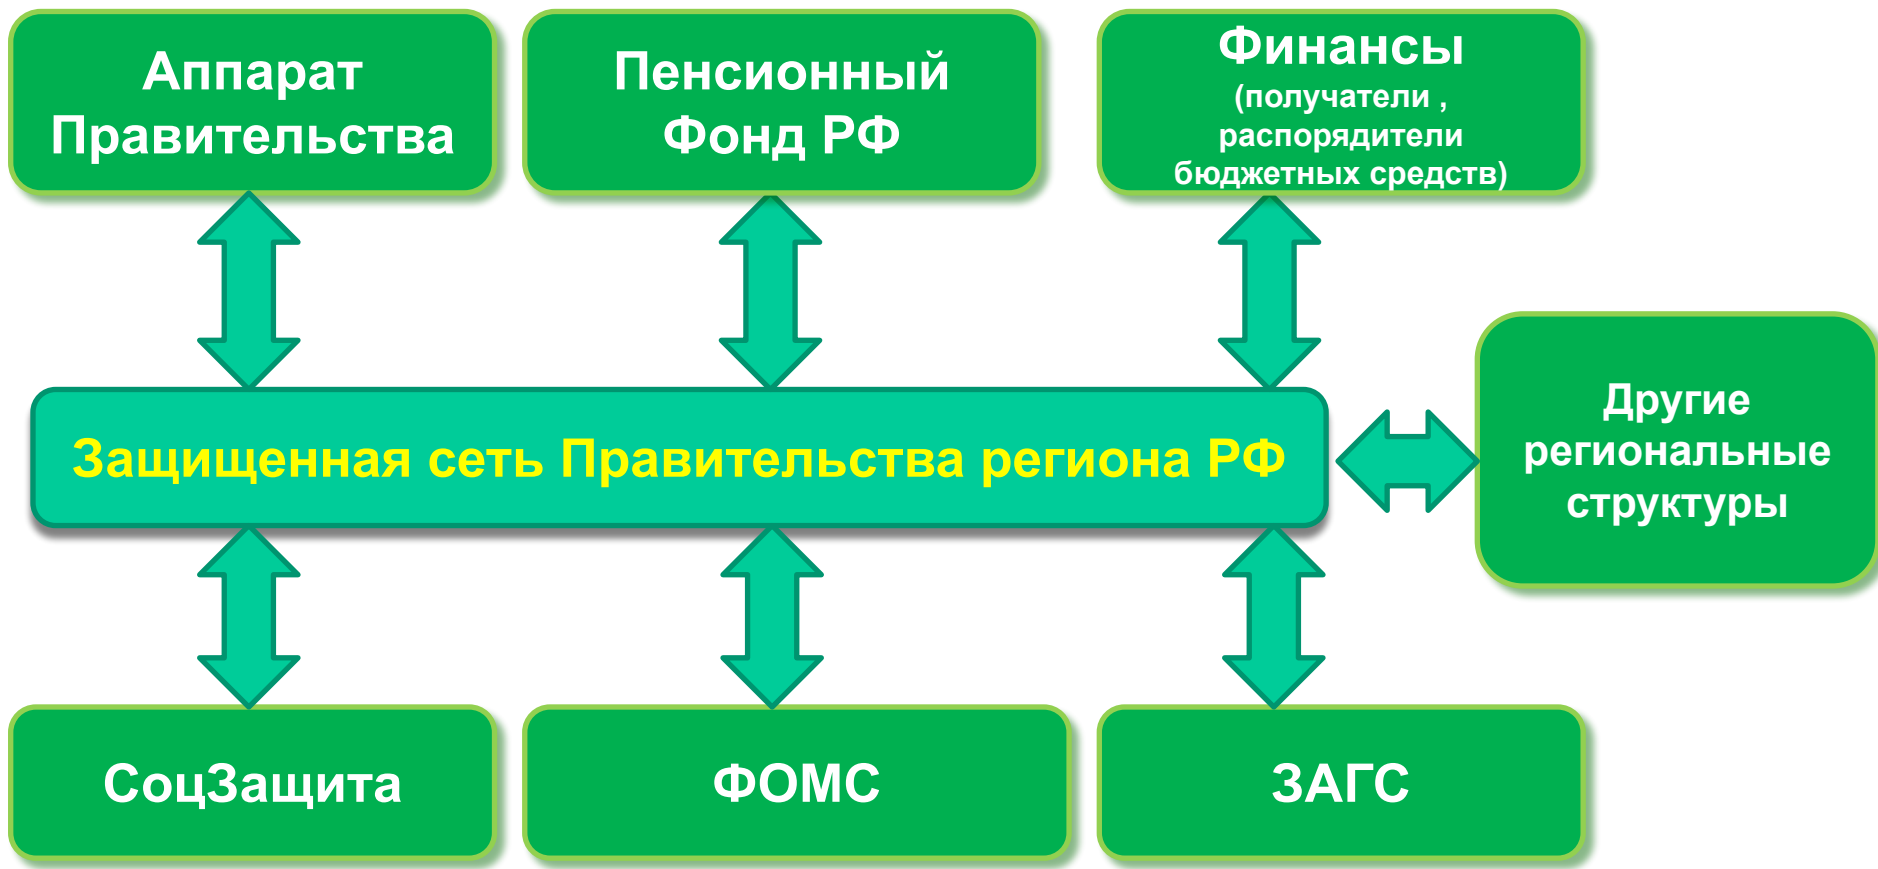 Аппарат
Правительства
Пенсионный
Фонд РФ
Финансы
(получатели ,
распорядители
бюджетных средств)
Защищенная сеть Правительства региона РФ
Другие
региональные
структуры
СоцЗащита
ФОМС
ЗАГС